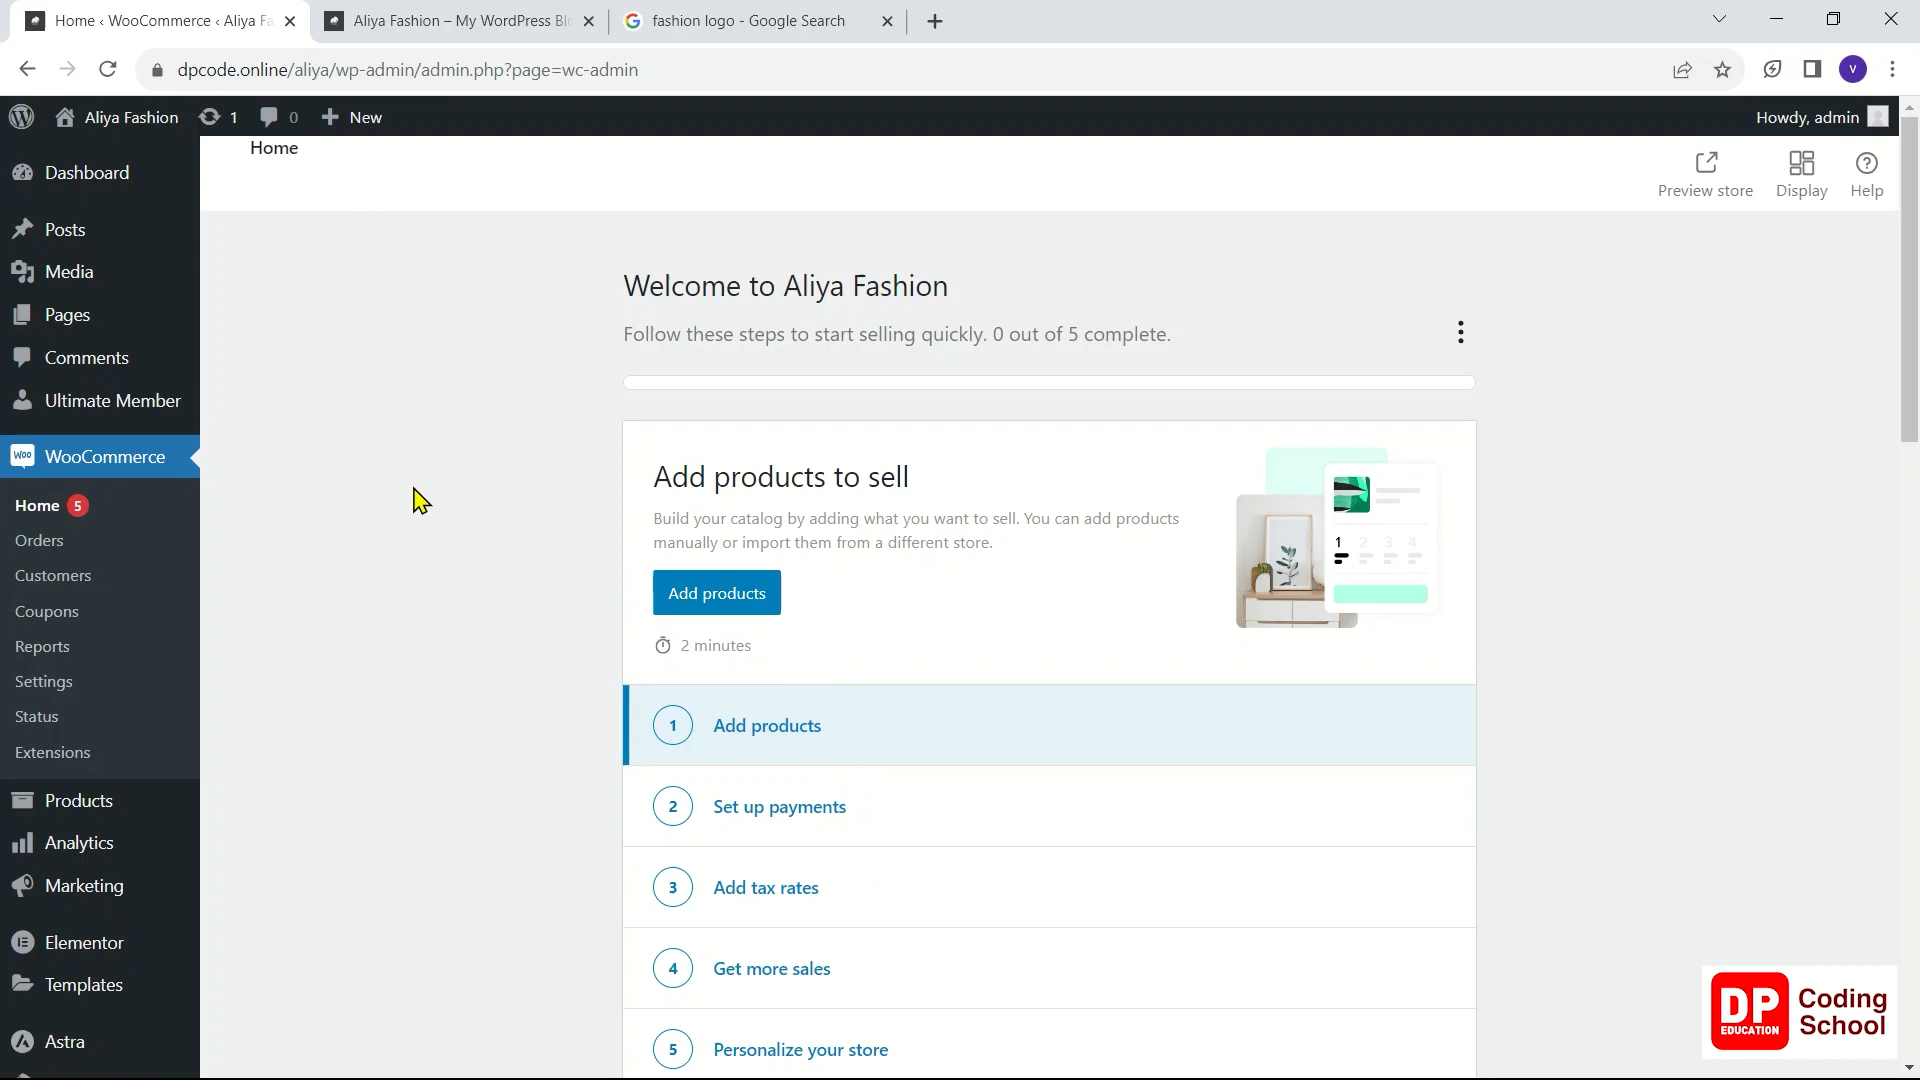 Home ‹ WooCommerce ‹ Aliya Fa
Aliya Fashion – My WordPress Bl
fashion logo - Google Search
dpcode.online/aliya/wp-admin/admin.php?page=wc-admin
V
Aliya Fashion
1
0
New
Howdy, admin
Home
Preview store
Display
Help
Dashboard
Posts
Media
Pages
Comments
Ultimate Member
Woo
WooCommerce
Home 5
Orders
Customers
Coupons
Reports
Settings
Status
Extensions
Products
Analytics
Marketing
Elementor
Templates
Astra
Welcome to Aliya Fashion
Follow these steps to start selling quickly. 0 out of 5 complete.
Add products to sell
Build your catalog by adding what you want to sell. You can add products
manually or import them from a different store.
Add products
2 minutes
1 2 3 4
1 Add products
2 Set up payments
3 Add tax rates
4 Get more sales
5 Personalize your store
DP
EDUCATION
Coding
School